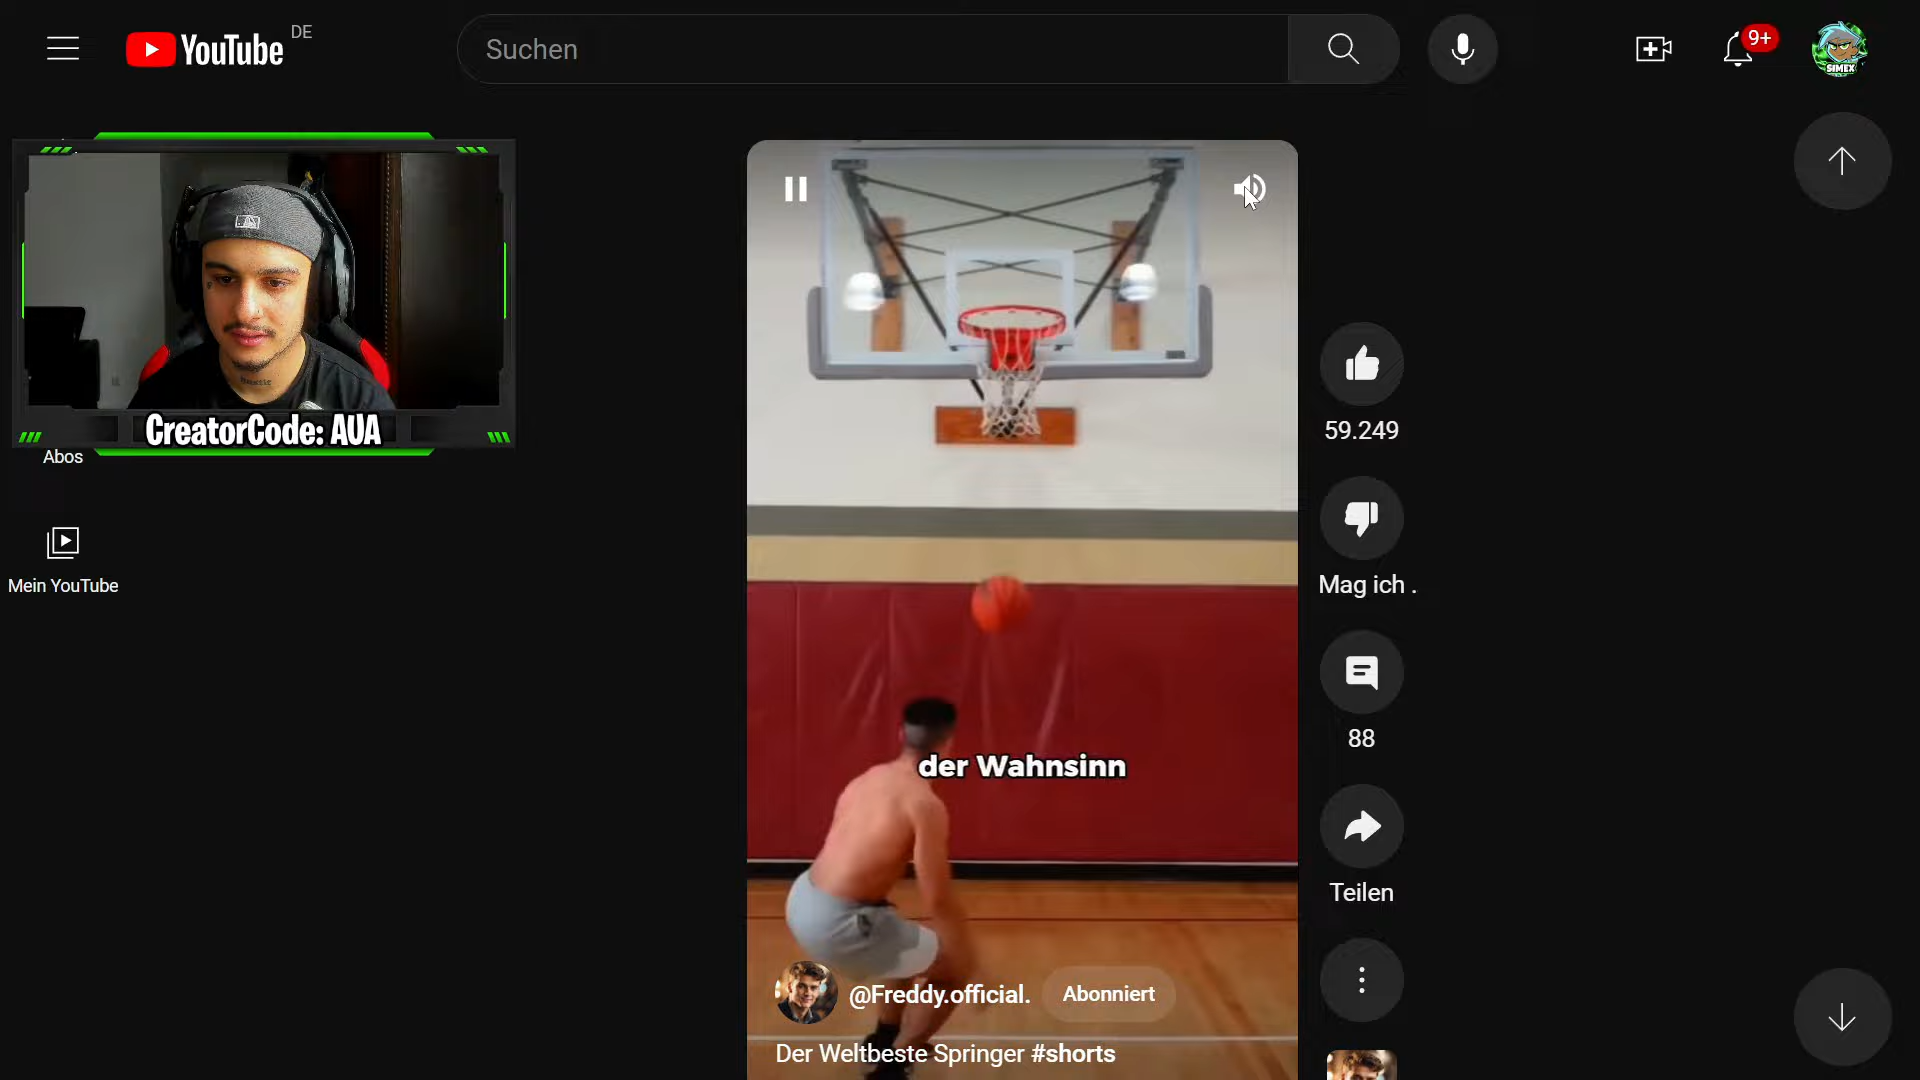 YouTube DE
Suchen
9+
SIMEX
CreatorCode: AUA
Abos
Mein YouTube
59.249
Mag ich .
88
Teilen
der Wahnsinn
@Freddy.official.
Abonniert
Der Weltbeste Springer #shorts